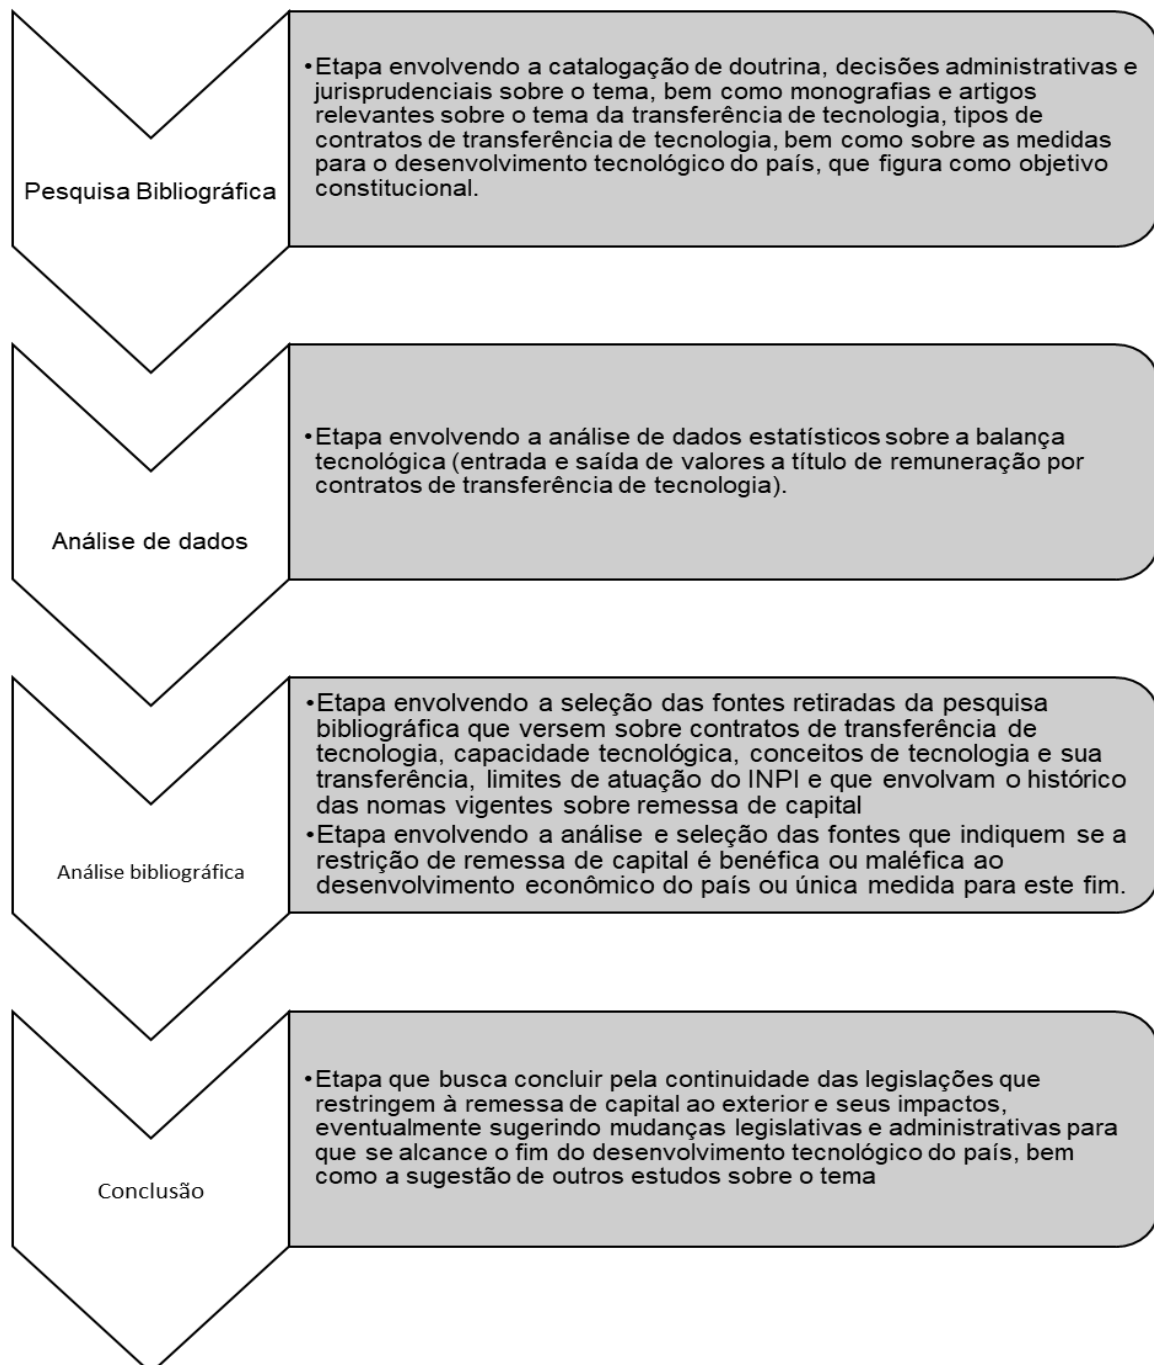 Pesquisa Bibliográfica
•Etapa envolvendo a catalogação de doutrina, decisões administrativas e
jurisprudenciais sobre o tema, bem como monografias e artigos
relevantes sobre o tema da transferência de tecnologia, tipos de
contratos de transferência de tecnologia, bem como sobre as medidas
para o desenvolvimento tecnológico do país, que figura como objetivo
constitucional.
Análise de dados
•Etapa envolvendo a análise de dados estatísticos sobre a balança
tecnológica (entrada e saída de valores a título de remuneração por
contratos de transferência de tecnologia).
Análise bibliográfica
•Etapa envolvendo a seleção das fontes retiradas da pesquisa
bibliográfica que versem sobre contratos de transferência de
tecnologia, capacidade tecnológica, conceitos de tecnologia e sua
transferência, limites de atuação do INPI e que envolvam o histórico
das nomas vigentes sobre remessa de capital
•Etapa envolvendo a análise e seleção das fontes que indiquem se a
restrição de remessa de capital é benéfica ou maléfica ao
desenvolvimento econômico do país ou única medida para este fim.
Conclusão
•Etapa que busca concluir pela continuidade das legislações que
restringem à remessa de capital ao exterior e seus impactos,
eventualmente sugerindo mudanças legislativas e administrativas para
que se alcance o fim do desenvolvimento tecnológico do país, bem
como a sugestão de outros estudos sobre o tema